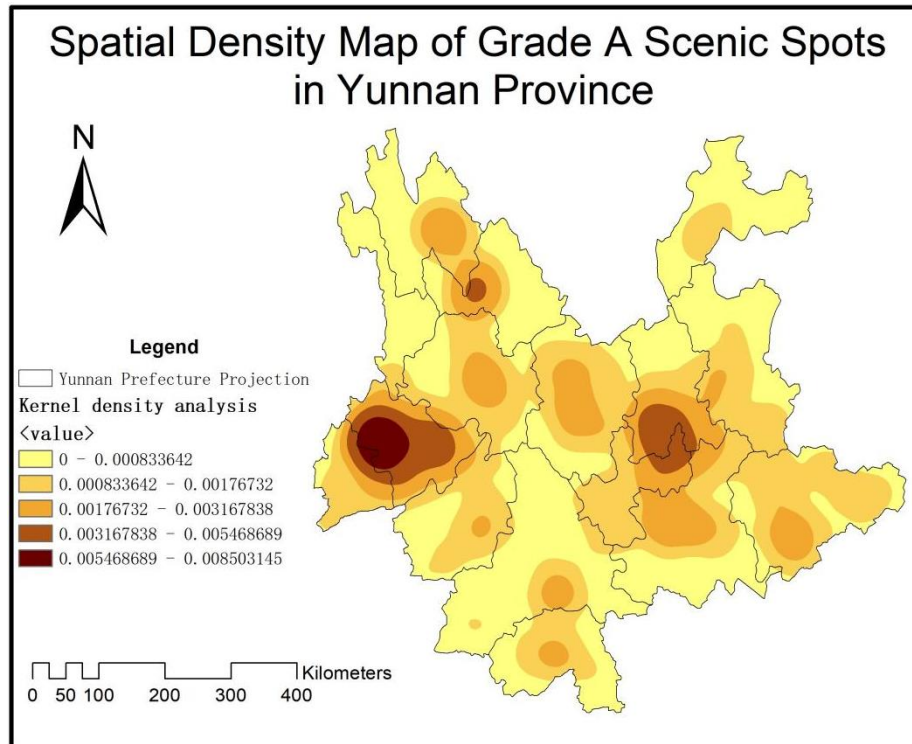 Spatial Density Map of Grade A Scenic Spots
in Yunnan Province
N
Legend
Yunnan Prefecture Projection
Kernel density analysis
<value>
0 - 0.000833642
0.000833642 - 0.00176732
0.00176732 - 0.003167838
0.003167838 - 0.005468689
0.005468689 - 0.008503145
Kilometers
0 50 100 200 300 400